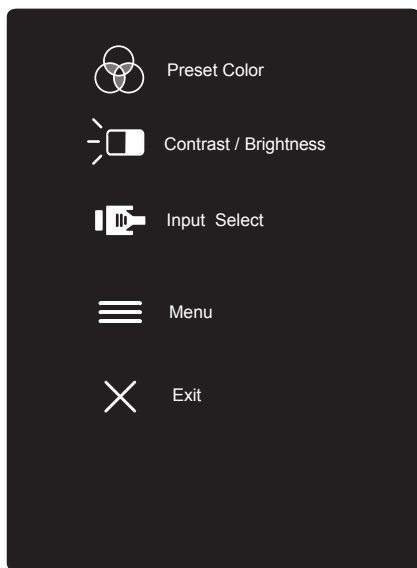 Preset Color
Contrast / Brightness
Input Select
Menu
Exit